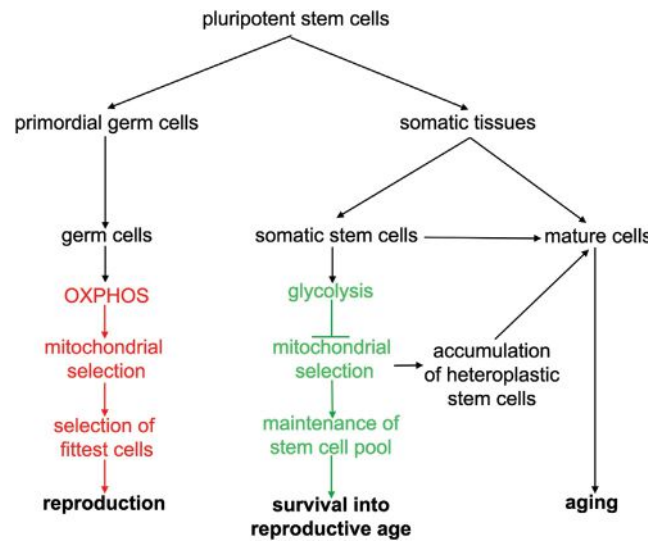 pluripotent stem cells
primordial germ cells
somatic tissues
germ cells
somatic stem cells
mature cells
OXPHOS
glycolysis
mitochondrial
selection
mitochondrial
selection
accumulation
of heteroplastic
stem cells
selection of
fittest cells
maintenance of
stem cell pool
reproduction
survival into
reproductive age
aging